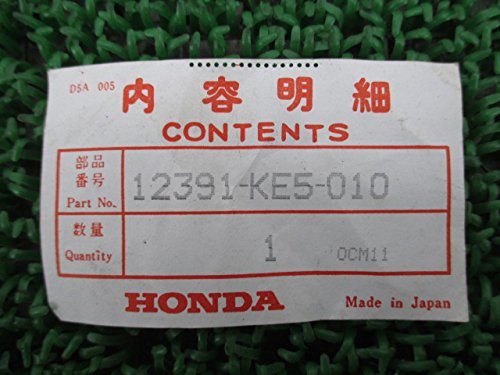 D5A 005
内容明細
CONTENTS
部品
番号
Part No. 12391-KE5-010
数量
Quantity 1 0CM11
HONDA Made in Japan